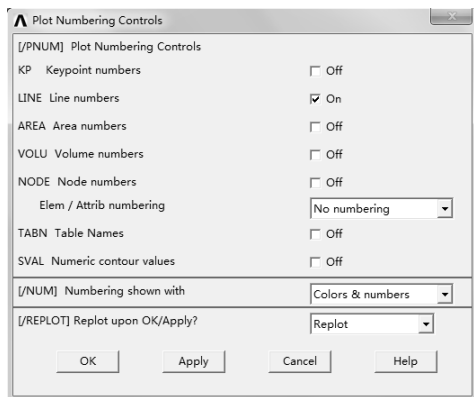 Plot Numbering Controls
[/PNUM] Plot Numbering Controls
KP Keypoint numbers Off
LINE Line numbers On
AREA Area numbers Off
VOLU Volume numbers Off
NODE Node numbers Off
Elem / Attrib numbering No numbering
TABN Table Names Off
SVAL Numeric contour values Off
[/NUM] Numbering shown with Colors & numbers
[/REPLOT] Replot upon OK/Apply? Replot
OK Apply Cancel Help